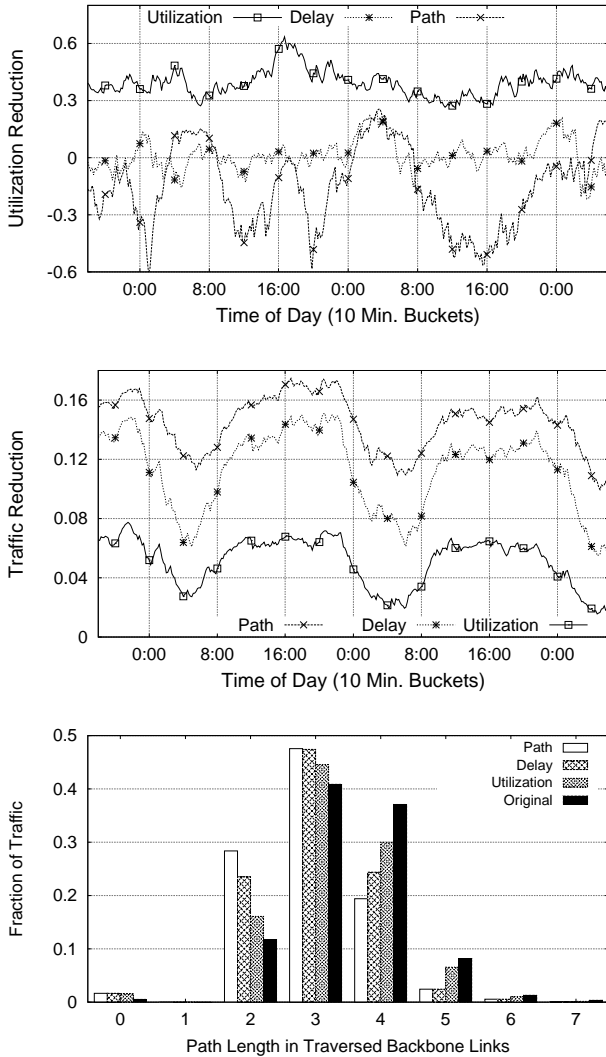 Utilization Delay Path
0.6
0.3
0
-0.3
-0.6
Utilization Reduction
0:00 8:00 16:00 0:00 8:00 16:00 0:00
Time of Day (10 Min. Buckets)
0.16
0.12
0.08
0.04
0
Traffic Reduction
Path Delay Utilization
0:00 8:00 16:00 0:00 8:00 16:00 0:00
Time of Day (10 Min. Buckets)
0.5
0.4
0.3
0.2
0.1
0
Fraction of Traffic
Path
Delay
Utilization
Original
0 1 2 3 4 5 6 7
Path Length in Traversed Backbone Links